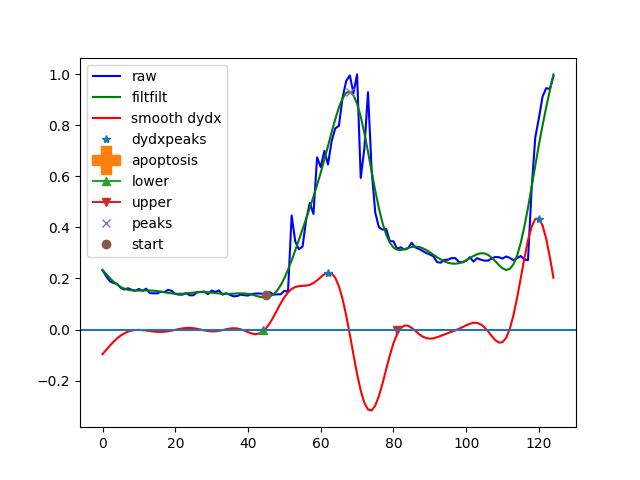 1.0
0.8
0.6
0.4
0.2
0.0
−0.2
raw
filtfilt
smooth dydx
dydxpeaks
apoptosis
lower
upper
peaks
start
0 20 40 60 80 100 120